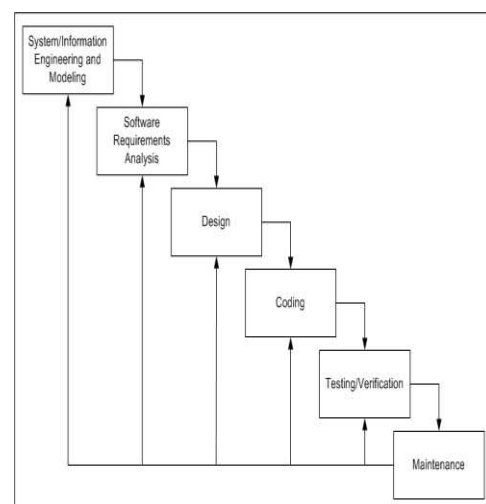 System/Information
Engineering and
Modeling
Software
Requirements
Analysis
Design
Coding
Testing/Verification
Maintenance